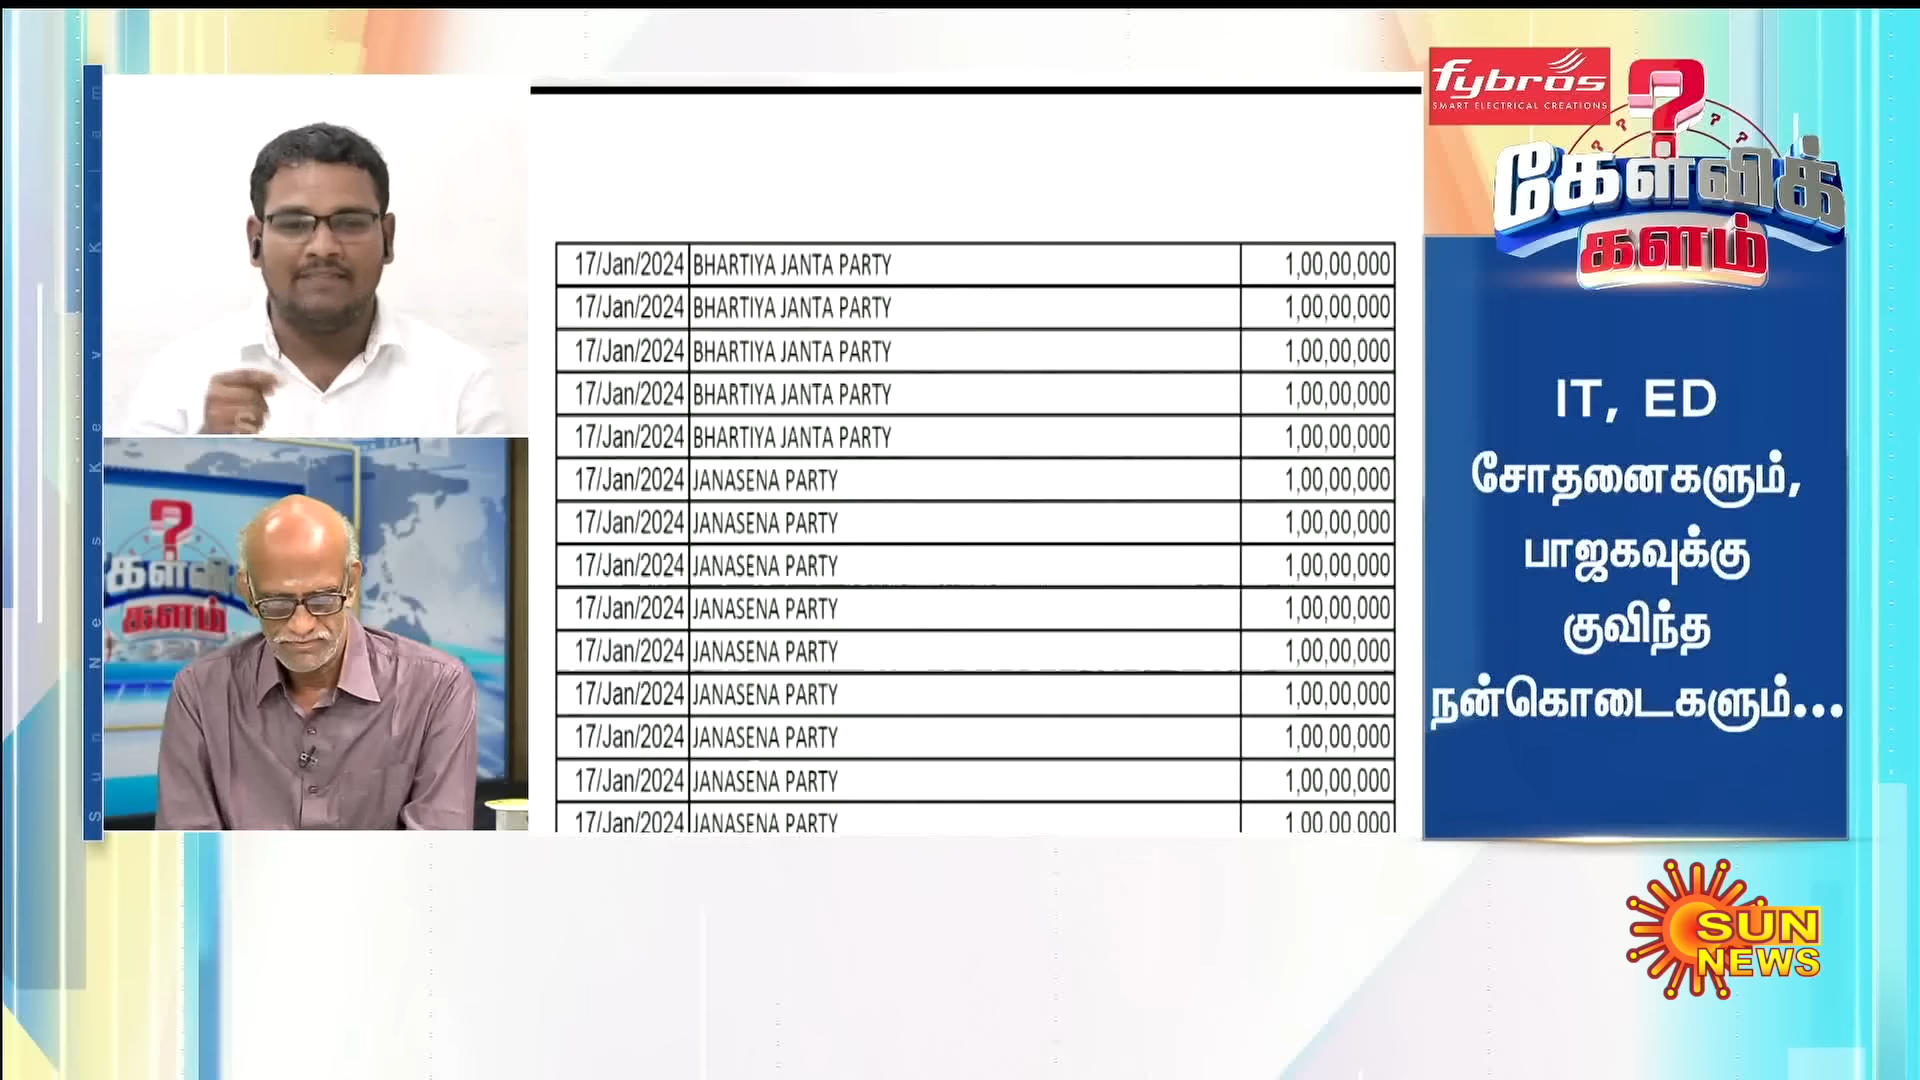 Sun News Kelvikkalam
17/Jan/2024 BHARTIYA JANTA PARTY 1,00,00,000
17/Jan/2024 BHARTIYA JANTA PARTY 1,00,00,000
17/Jan/2024 BHARTIYA JANTA PARTY 1,00,00,000
17/Jan/2024 BHARTIYA JANTA PARTY 1,00,00,000
17/Jan/2024 BHARTIYA JANTA PARTY 1,00,00,000
17/Jan/2024 JANASENA PARTY 1,00,00,000
17/Jan/2024 JANASENA PARTY 1,00,00,000
17/Jan/2024 JANASENA PARTY 1,00,00,000
17/Jan/2024 JANASENA PARTY 1,00,00,000
17/Jan/2024 JANASENA PARTY 1,00,00,000
17/Jan/2024 JANASENA PARTY 1,00,00,000
17/Jan/2024 JANASENA PARTY 1,00,00,000
17/Jan/2024 JANASENA PARTY 1,00,00,000
17/Jan/2024 JANASENA PARTY 1,00,00,000
fybros
SMART ELECTRICAL CREATIONS
?
கேள்விக்
களம்
IT, ED
சோதனைகளும்,
பாஜகவுக்கு
குவிந்த
நன்கொடைகளும்...
SUN
NEWS
?
களம்